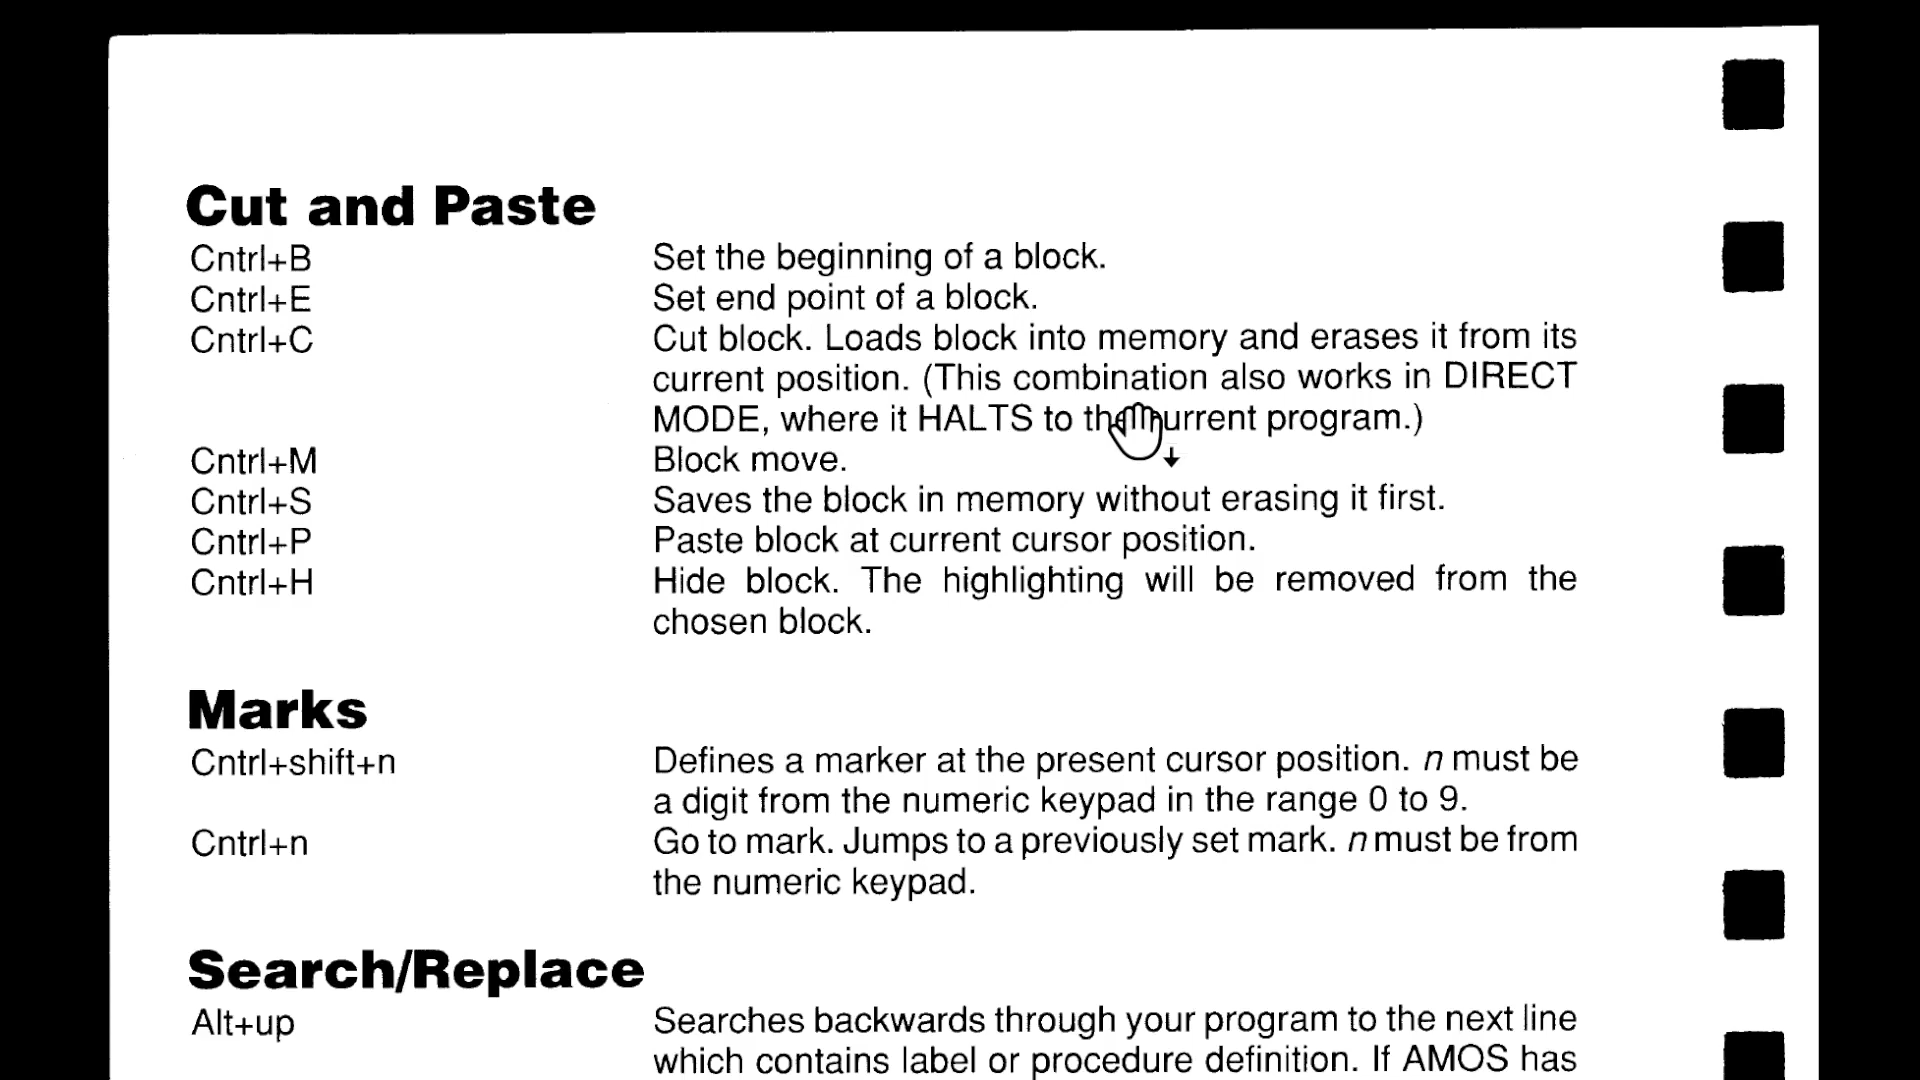 Cut and Paste
Cntrl+B Set the beginning of a block.
Cntrl+E Set end point of a block.
Cntrl+C Cut block. Loads block into memory and erases it from its
current position. (This combination also works in DIRECT
MODE, where it HALTS to the current program.)
Cntrl+M Block move.
Cntrl+S Saves the block in memory without erasing it first.
Cntrl+P Paste block at current cursor position.
Cntrl+H Hide block. The highlighting will be removed from the
chosen block.
Marks
Cntrl+shift+n Defines a marker at the present cursor position. n must be
a digit from the numeric keypad in the range 0 to 9.
Cntrl+n Go to mark. Jumps to a previously set mark. n must be from
the numeric keypad.
Search/Replace
Alt+up Searches backwards through your program to the next line
which contains label or procedure definition. If AMOS has